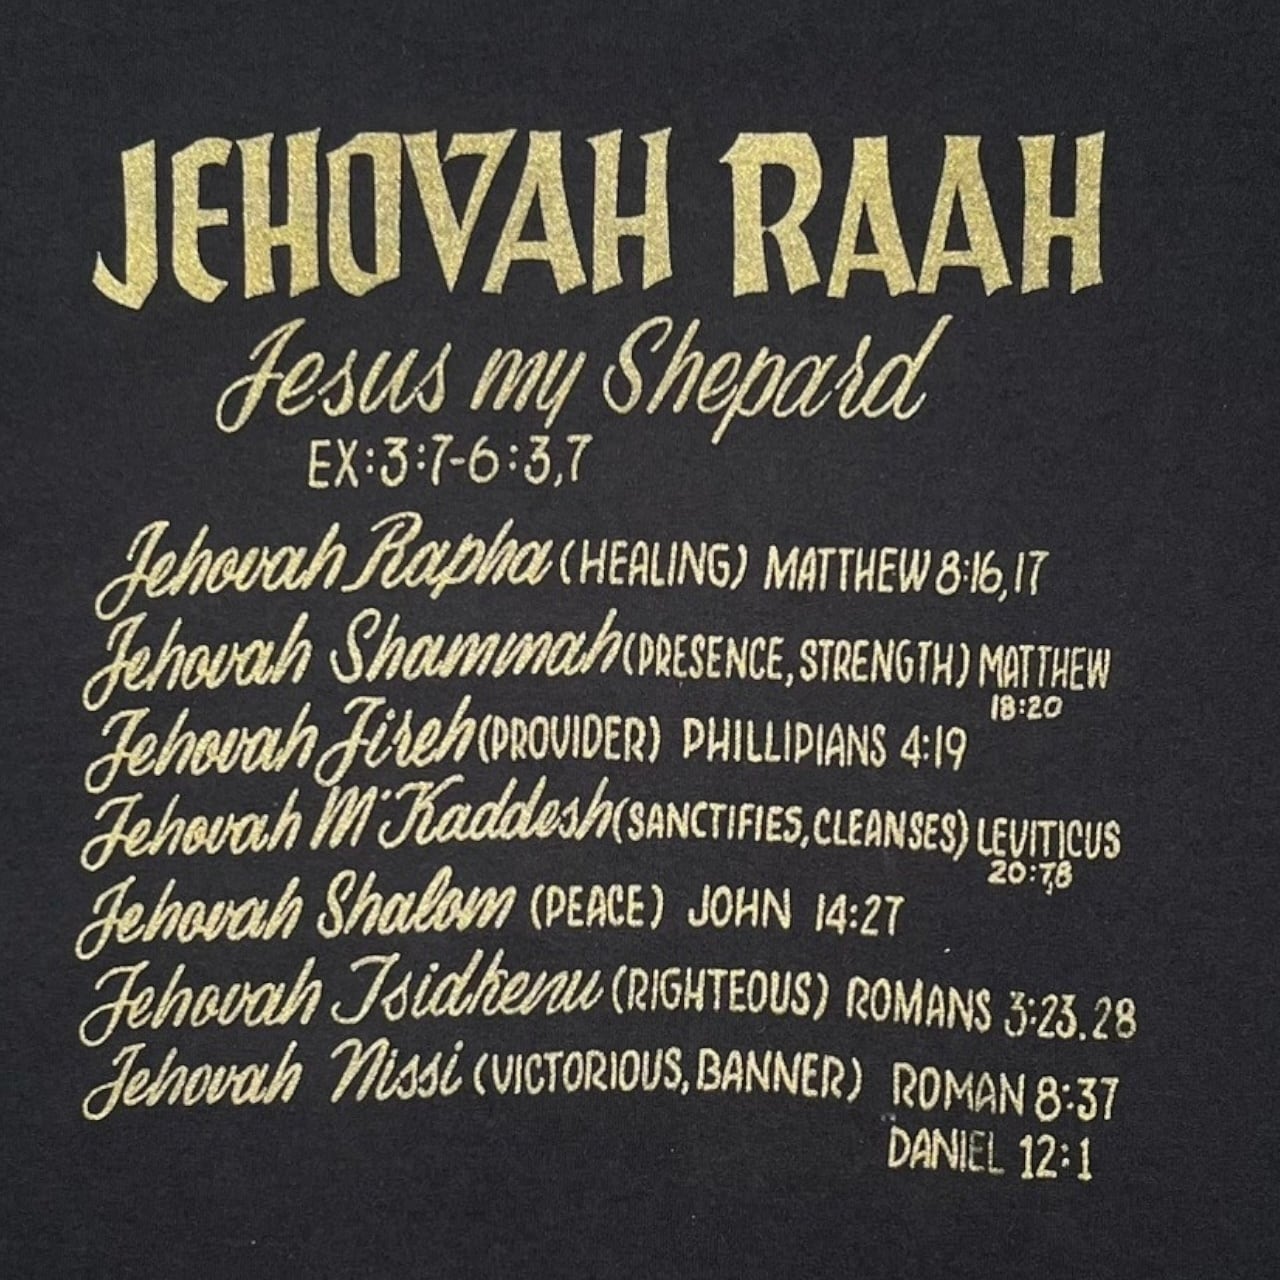 JEHOVAH RAAH
Jesus my Shepard
EX:3:7-6:3,7
Jehovah Rapha (HEALING) MATTHEW 8:16,17
Jehovah Shammah (PRESENCE, STRENGTH) MATTHEW
18:20
Jehovah Jireh (PROVIDER) PHILLIPIANS 4:19
Jehovah M'Kaddesh (SANCTIFIES, CLEANSES) LEVITICUS
20:7,8
Jehovah Shalom (PEACE) JOHN 14:27
Jehovah Tsidkenu (RIGHTEOUS) ROMANS 3:23.28
Jehovah Nissi (VICTORIOUS, BANNER) ROMAN 8:37
DANIEL 12:1